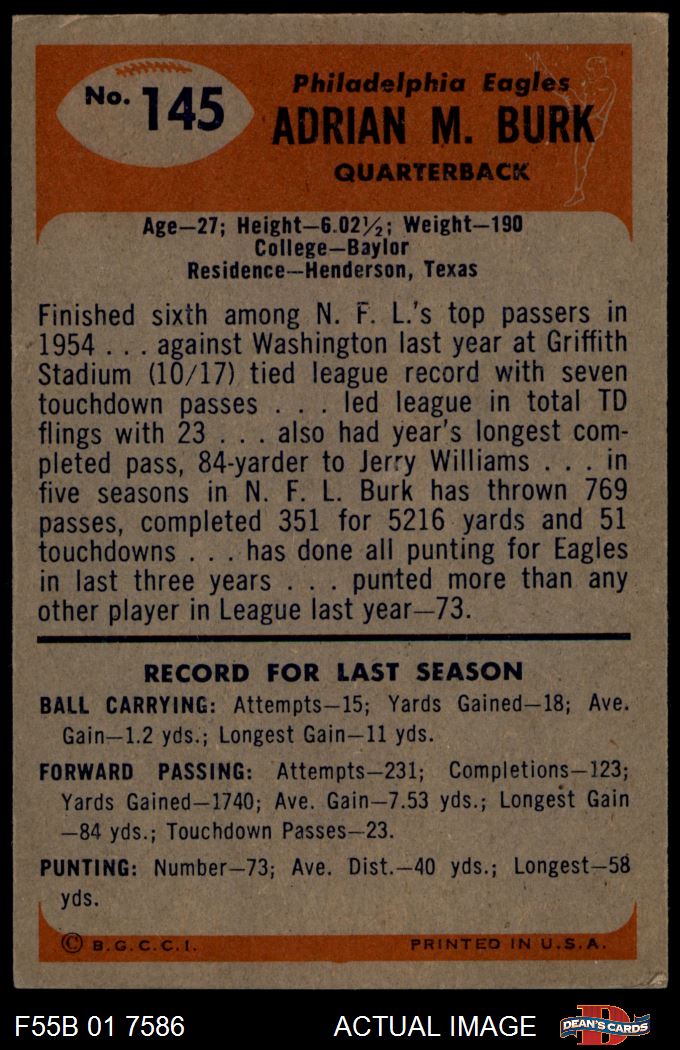 No. 145
Philadelphia Eagles
ADRIAN M. BURK
QUARTERBACK
Age—27; Height—6.02½; Weight—190
College—Baylor
Residence—Henderson, Texas
Finished sixth among N. F. L.'s top passers in
1954 . . . against Washington last year at Griffith
Stadium (10/17) tied league record with seven
touchdown passes . . . led league in total TD
flings with 23 . . . also had year's longest com-
pleted pass, 84-yarder to Jerry Williams . . . in
five seasons in N. F. L. Burk has thrown 769
passes, completed 351 for 5216 yards and 51
touchdowns . . . has done all punting for Eagles
in last three years . . . punted more than any
other player in League last year—73.
RECORD FOR LAST SEASON
BALL CARRYING: Attempts—15; Yards Gained—18; Ave.
Gain—1.2 yds.; Longest Gain—11 yds.
FORWARD PASSING: Attempts—231; Completions—123;
Yards Gained—1740; Ave. Gain—7.53 yds.; Longest Gain
—84 yds.; Touchdown Passes—23.
PUNTING: Number—73; Ave. Dist.—40 yds.; Longest—58
yds.
© B.G.C.C.I. PRINTED IN U.S.A.
F55B 01 7586 ACTUAL IMAGE D DEAN'S CARDS